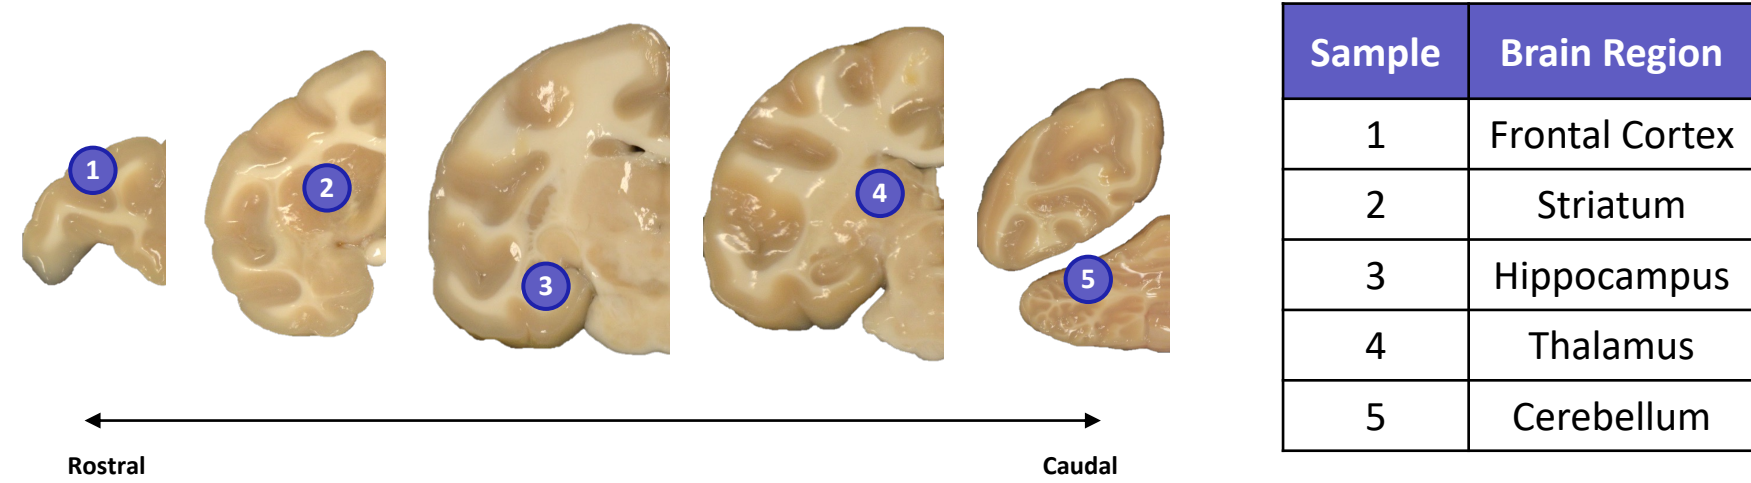 1
2
3
4
5
Rostral
Caudal
Sample Brain Region
1 Frontal Cortex
2 Striatum
3 Hippocampus
4 Thalamus
5 Cerebellum